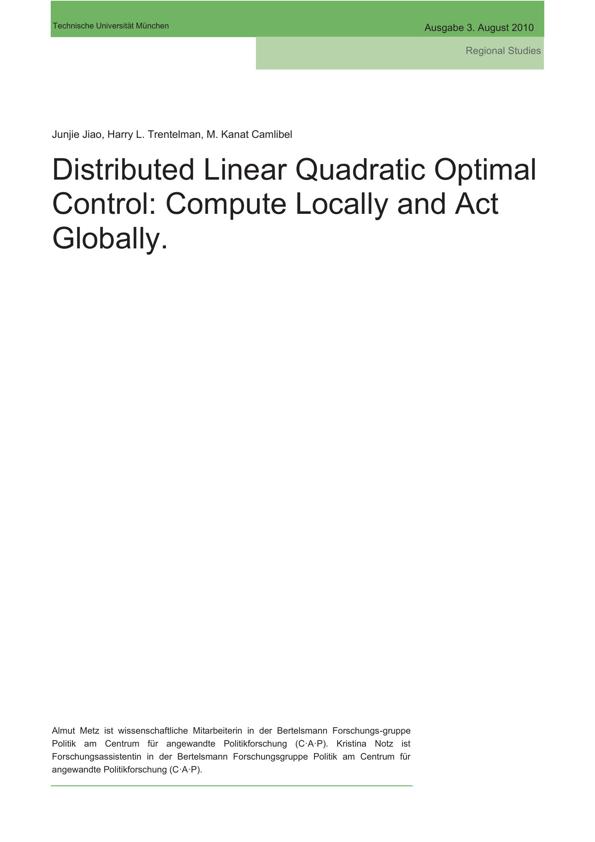 Technische Universität München
Ausgabe 3. August 2010
Regional Studies
Junjie Jiao, Harry L. Trentelman, M. Kanat Camlibel
Distributed Linear Quadratic Optimal
Control: Compute Locally and Act
Globally.
Almut Metz ist wissenschaftliche Mitarbeiterin in der Bertelsmann Forschungs-gruppe
Politik am Centrum für angewandte Politikforschung (C·A·P). Kristina Notz ist
Forschungsassistentin in der Bertelsmann Forschungsgruppe Politik am Centrum für
angewandte Politikforschung (C·A·P).